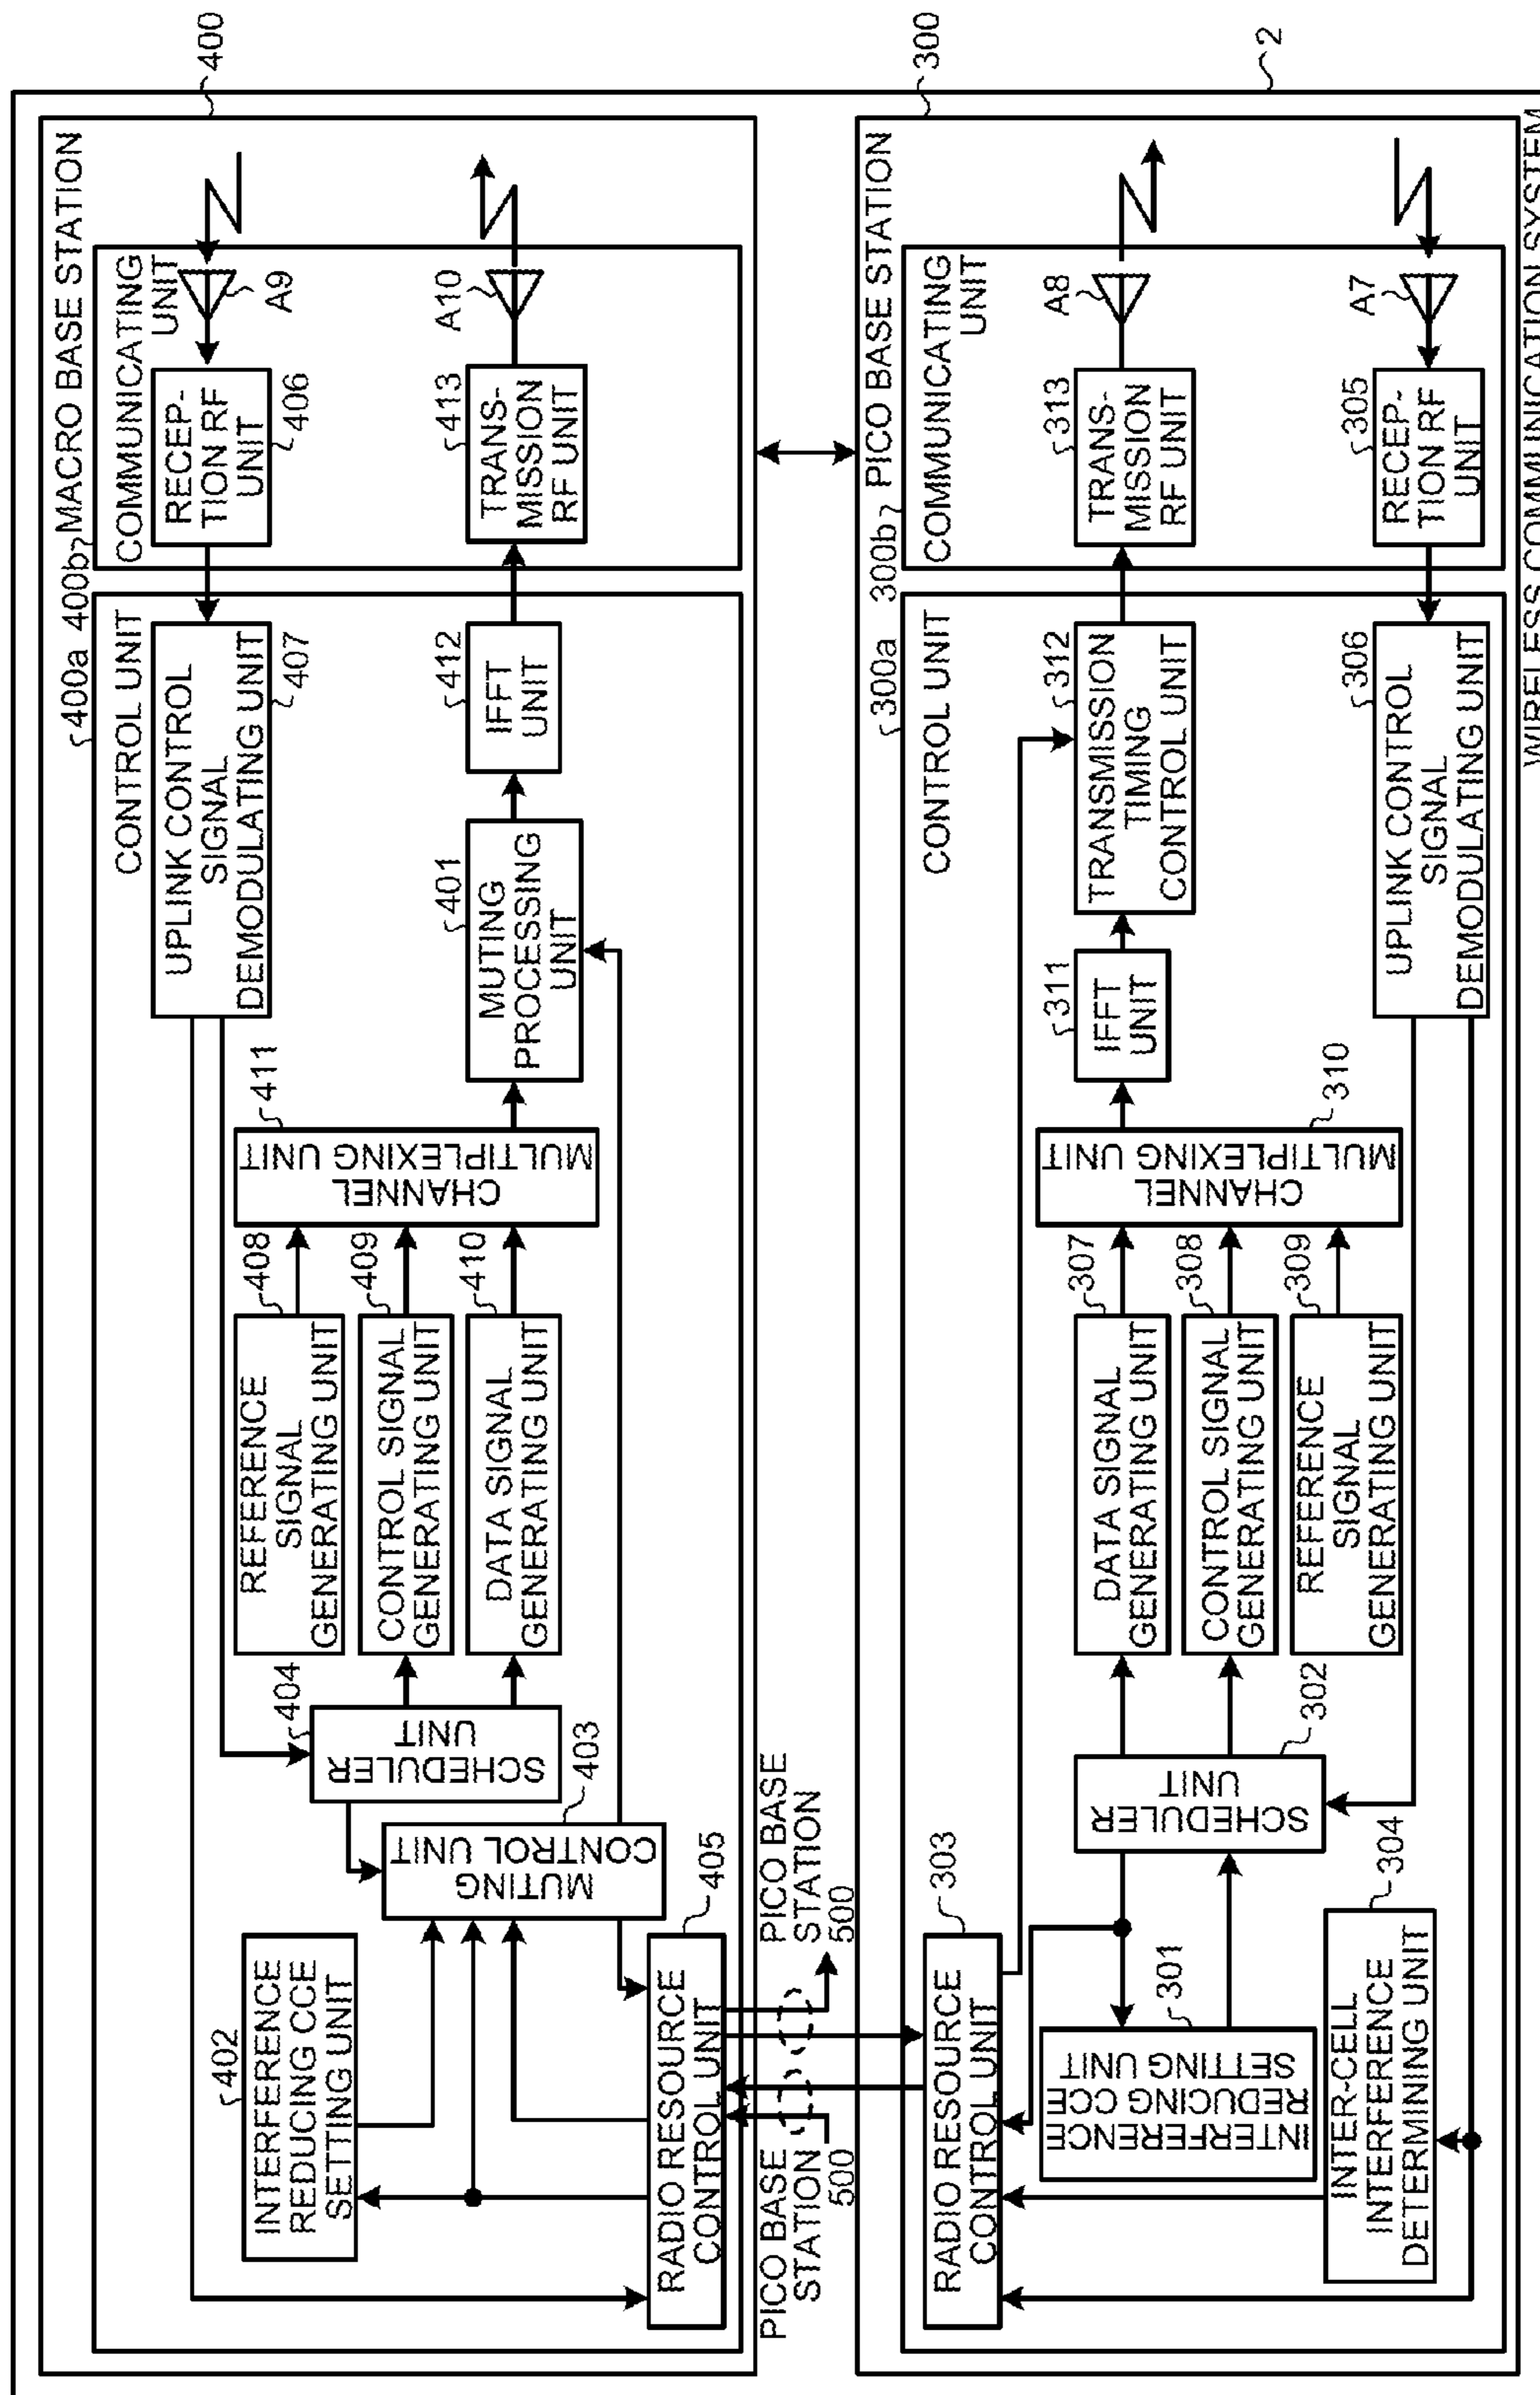 400
MACRO BASE STATION
400a
400b
CONTROL UNIT
COMMUNICATING
UNIT
UPLINK CONTROL
SIGNAL
DEMODULATING UNIT
407
RECEP-
TION RF
UNIT
406
A9
402
INTERFERENCE
REDUCING CCE
SETTING UNIT
404
SCHEDULER
UNIT
MUTING
CONTROL UNIT
403
REFERENCE
SIGNAL
GENERATING UNIT
408
CONTROL SIGNAL
GENERATING UNIT
409
DATA SIGNAL
GENERATING UNIT
410
CHANNEL
MULTIPLEXING UNIT
411
401
MUTING
PROCESSING
UNIT
412
IFFT
UNIT
413
TRANS-
MISSION
RF UNIT
A10
RADIO RESOURCE
CONTROL UNIT
405
PICO BASE
STATION
500
PICO BASE
STATION
500
300
PICO BASE STATION
300a
300b
CONTROL UNIT
COMMUNICATING
UNIT
RADIO RESOURCE
CONTROL UNIT
303
INTERFERENCE
REDUCING CCE
SETTING UNIT
301
SCHEDULER
UNIT
302
INTER-CELL
INTERFERENCE
DETERMINING UNIT
304
DATA SIGNAL
GENERATING UNIT
307
CONTROL SIGNAL
GENERATING UNIT
308
REFERENCE
SIGNAL
GENERATING UNIT
309
CHANNEL
MULTIPLEXING UNIT
310
311
IFFT
UNIT
312
TRANSMISSION
TIMING
CONTROL UNIT
313
TRANS-
MISSION
RF UNIT
A8
306
UPLINK CONTROL
SIGNAL
DEMODULATING UNIT
305
RECEP-
TION RF
UNIT
A7
2
WIRELESS COMMUNICATION SYSTEM